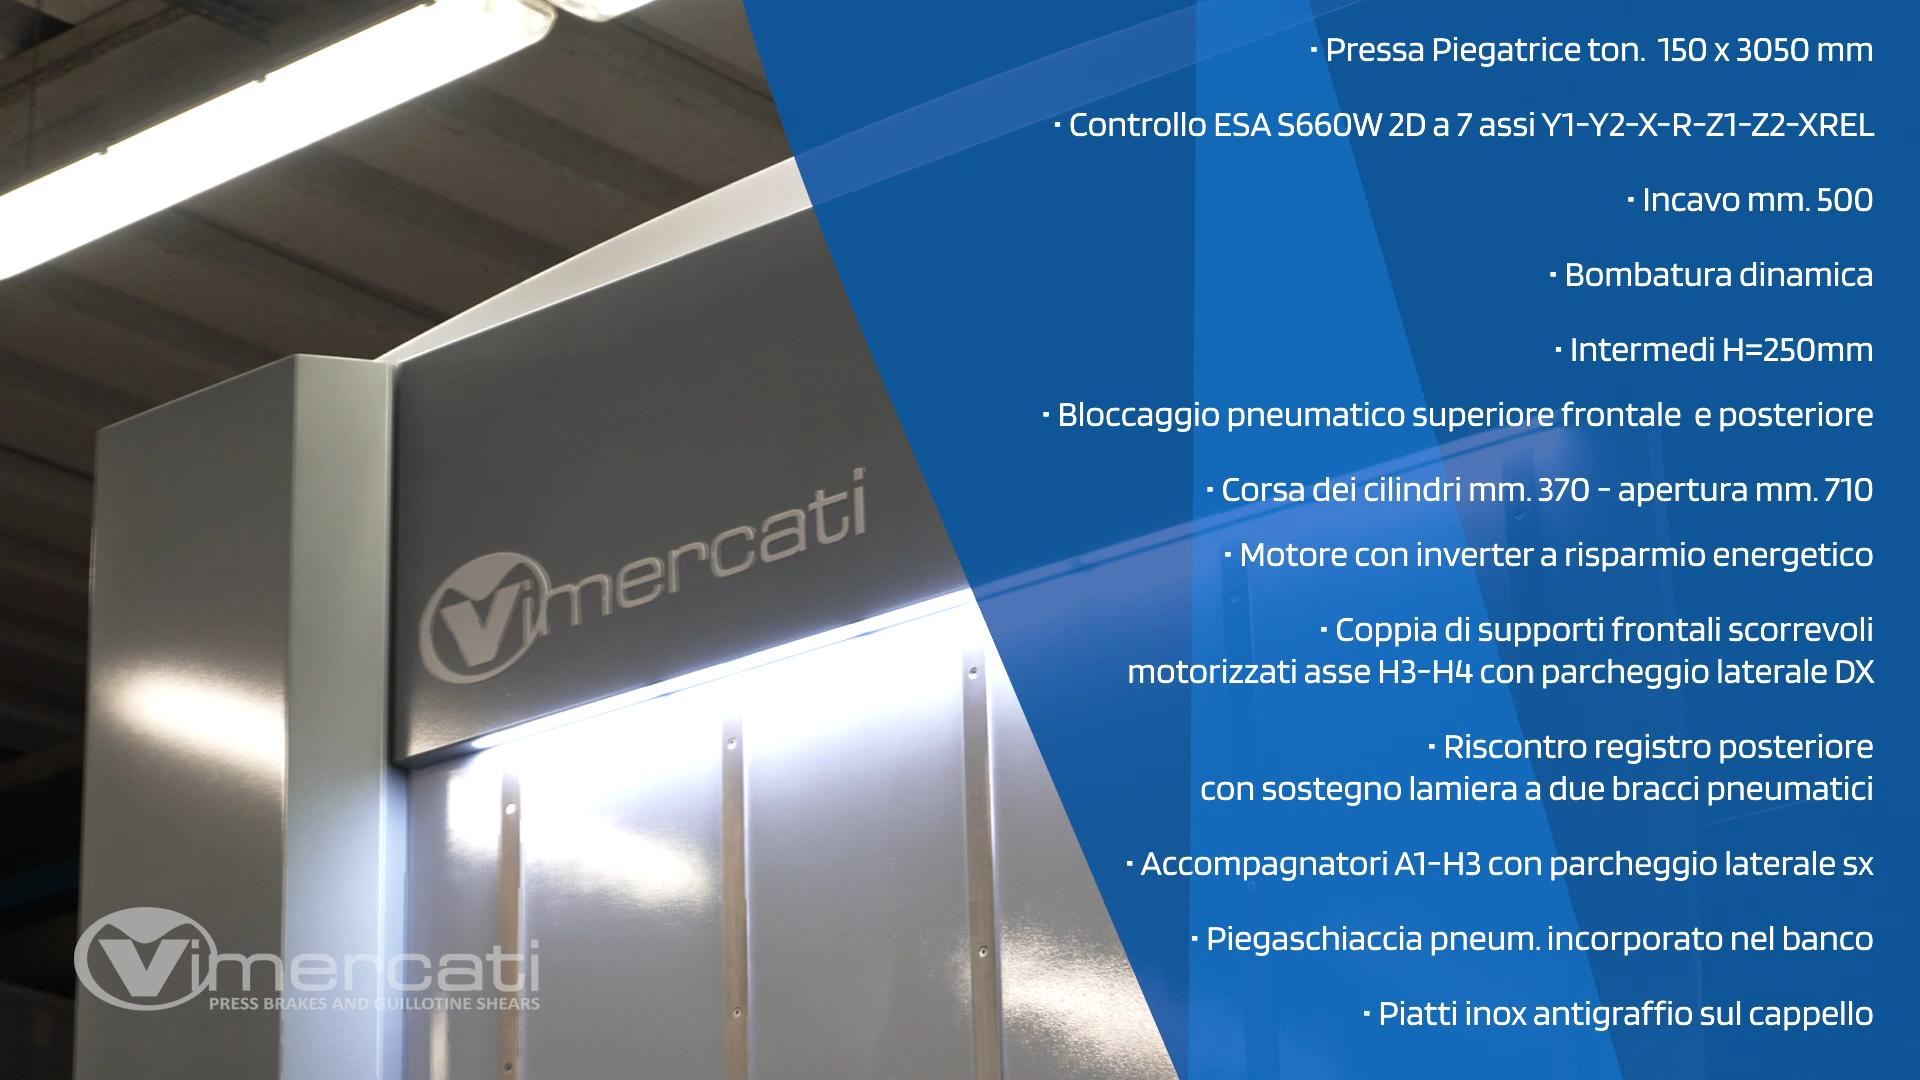 · Pressa Piegatrice ton. 150 x 3050 mm
· Controllo ESA S660W 2D a 7 assi Y1-Y2-X-R-Z1-Z2-XREL
· Incavo mm. 500
· Bombatura dinamica
· Intermedi H=250mm
· Bloccaggio pneumatico superiore frontale e posteriore
· Corsa dei cilindri mm. 370 - apertura mm. 710
· Motore con inverter a risparmio energetico
· Coppia di supporti frontali scorrevoli
motorizzati asse H3-H4 con parcheggio laterale DX
· Riscontro registro posteriore
con sostegno lamiera a due bracci pneumatici
· Accompagnatori A1-H3 con parcheggio laterale sx
· Piegaschiaccia pneum. incorporato nel banco
· Piatti inox antigraffio sul cappello
Vimercati
Vimercati
PRESS BRAKES AND GUILLOTINE SHEARS